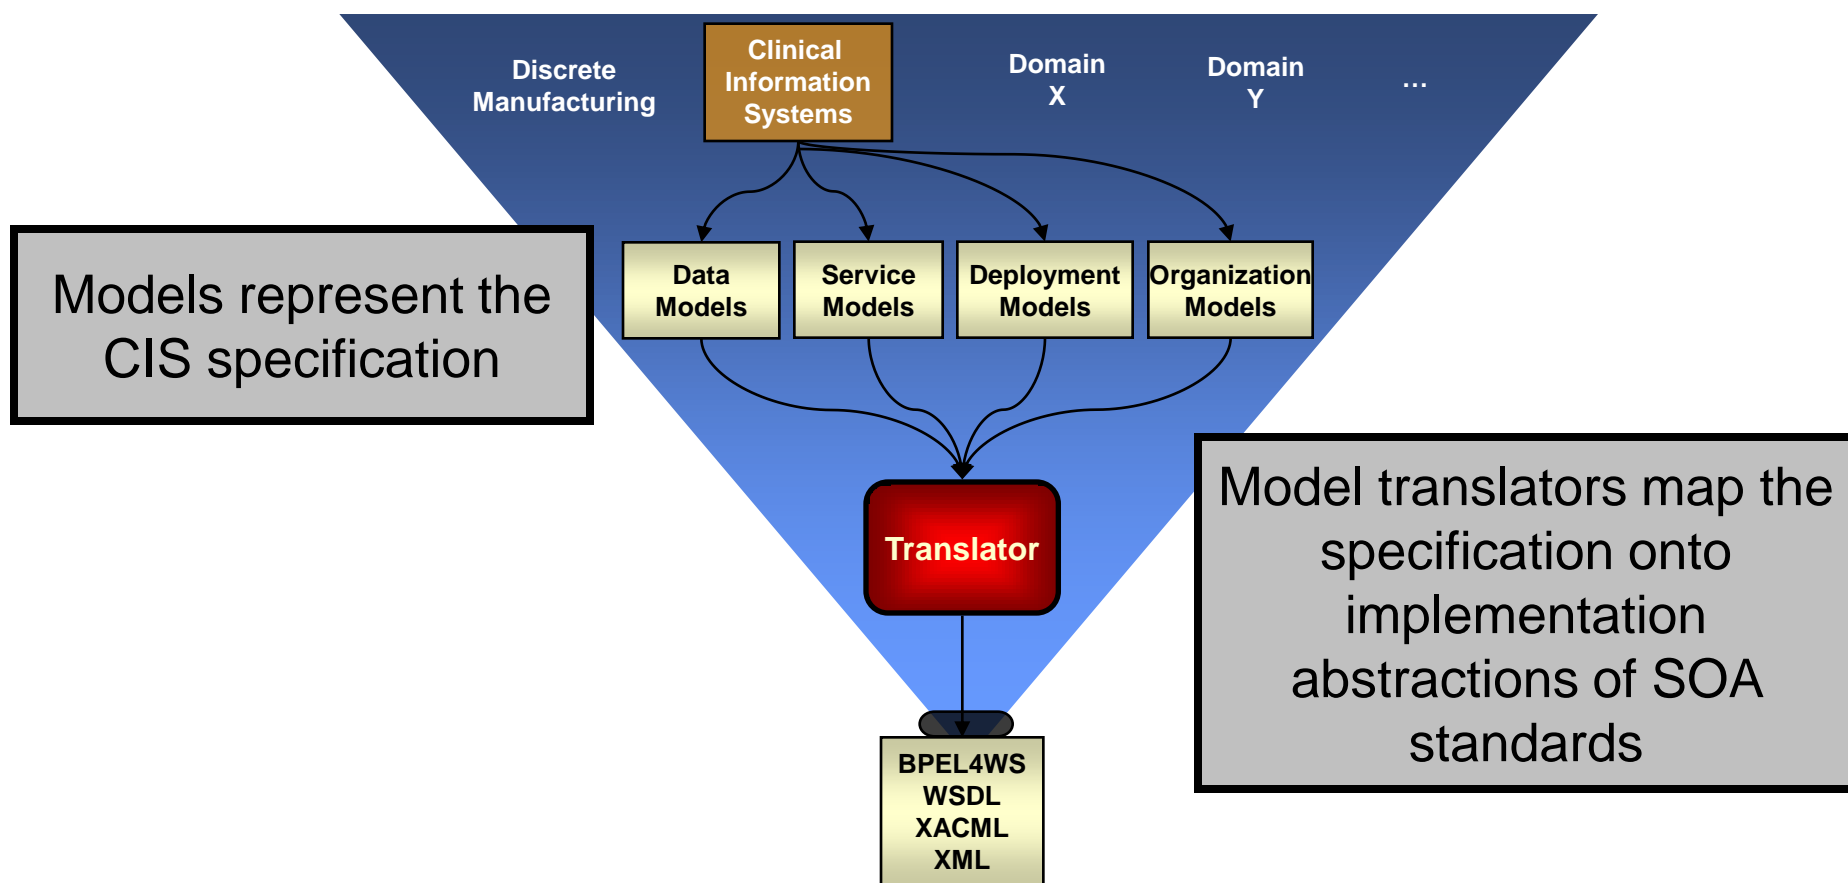 Discrete
Manufacturing
Clinical
Information
Systems
Domain
X
Domain
Y
...
Models represent the
CIS specification
Data
Models
Service
Models
Deployment
Models
Organization
Models
Translator
Model translators map the
specification onto
implementation
abstractions of SOA
standards
BPEL4WS
WSDL
XACML
XML